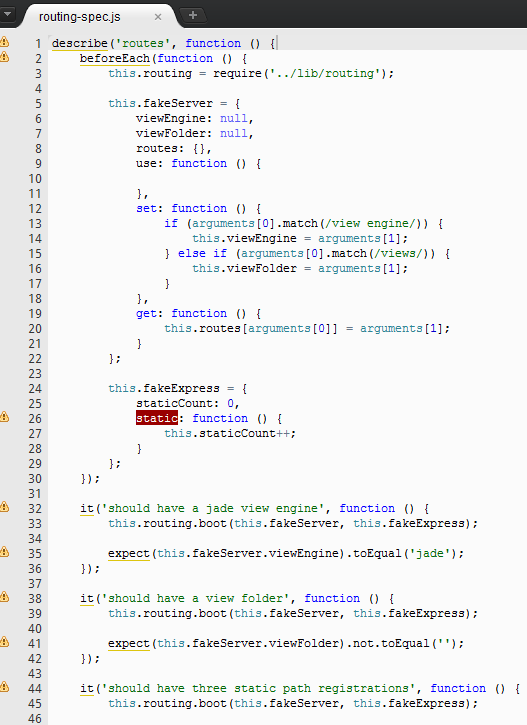 routing-spec.js
1 describe('routes', function () {
2     beforeEach(function () {
3         this.routing = require('../lib/routing');
4
5         this.fakeServer = {
6             viewEngine: null,
7             viewFolder: null,
8             routes: {},
9             use: function () {
10
11             },
12             set: function () {
13                 if (arguments[0].match(/view engine/)) {
14                     this.viewEngine = arguments[1];
15                 } else if (arguments[0].match(/views/)) {
16                     this.viewFolder = arguments[1];
17                 }
18             },
19             get: function () {
20                 this.routes[arguments[0]] = arguments[1];
21             }
22         };
23
24         this.fakeExpress = {
25             staticCount: 0,
26             static: function () {
27                 this.staticCount++;
28             }
29         };
30     });
31
32     it('should have a jade view engine', function () {
33         this.routing.boot(this.fakeServer, this.fakeExpress);
34
35         expect(this.fakeServer.viewEngine).toEqual('jade');
36     });
37
38     it('should have a view folder', function () {
39         this.routing.boot(this.fakeServer, this.fakeExpress);
40
41         expect(this.fakeServer.viewFolder).not.toEqual('');
42     });
43
44     it('should have three static path registrations', function () {
45         this.routing.boot(this.fakeServer, this.fakeExpress);
46